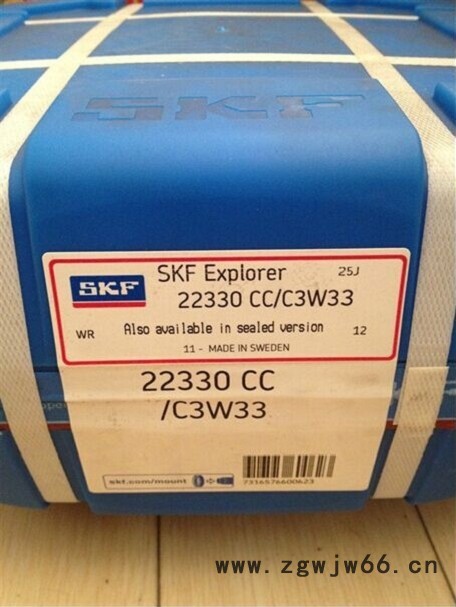 SKF
SKF
SKF Explorer 25J
22330 CC/C3W33
WR Also available in sealed version 12
11 - MADE IN SWEDEN
22330 CC
/C3W33
skf.com/mount
7316576600623
www.zgwjw66.cn